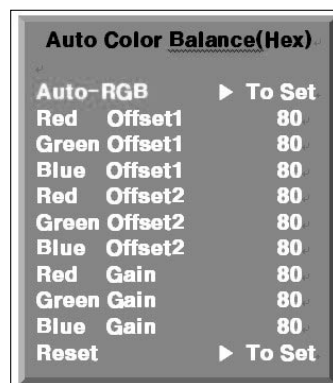 Auto Color Balance(Hex)
Auto-RGB ▶ To Set
Red Offset1 80
Green Offset1 80
Blue Offset1 80
Red Offset2 80
Green Offset2 80
Blue Offset2 80
Red Gain 80
Green Gain 80
Blue Gain 80
Reset ▶ To Set